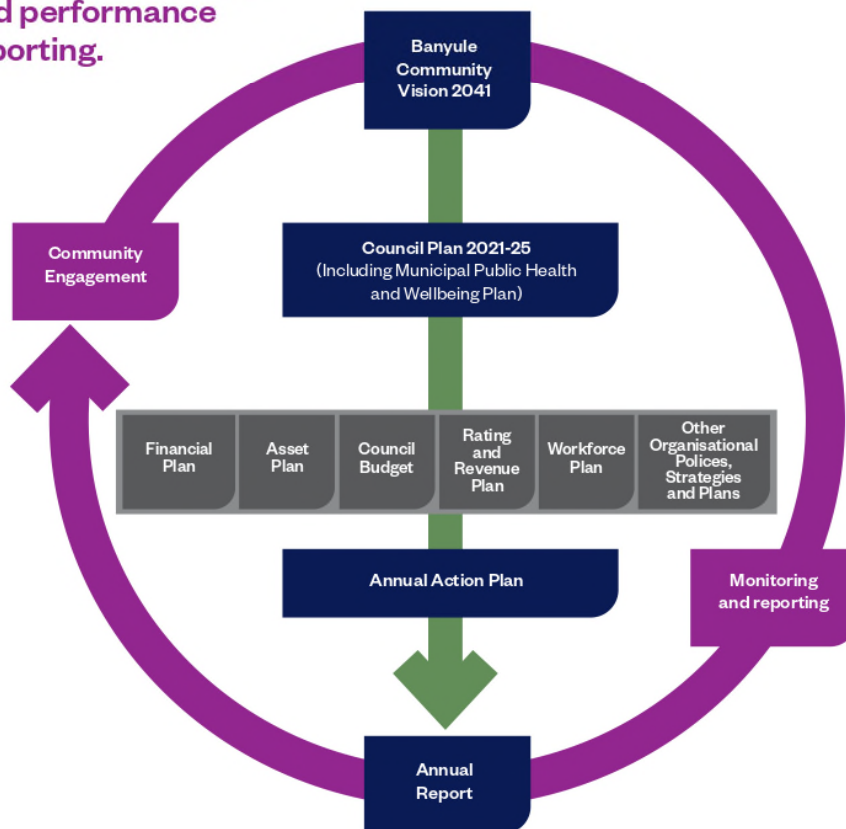 d performance
porting.
Banyule
Community
Vision 2041
Community
Engagement
Council Plan 2021-25
(Including Municipal Public Health
and Wellbeing Plan)
Financial
Plan
Asset
Plan
Council
Budget
Rating
and
Revenue
Plan
Workforce
Plan
Other
Organisational
Polices,
Strategies
and Plans
Annual Action Plan
Monitoring
and reporting
Annual
Report